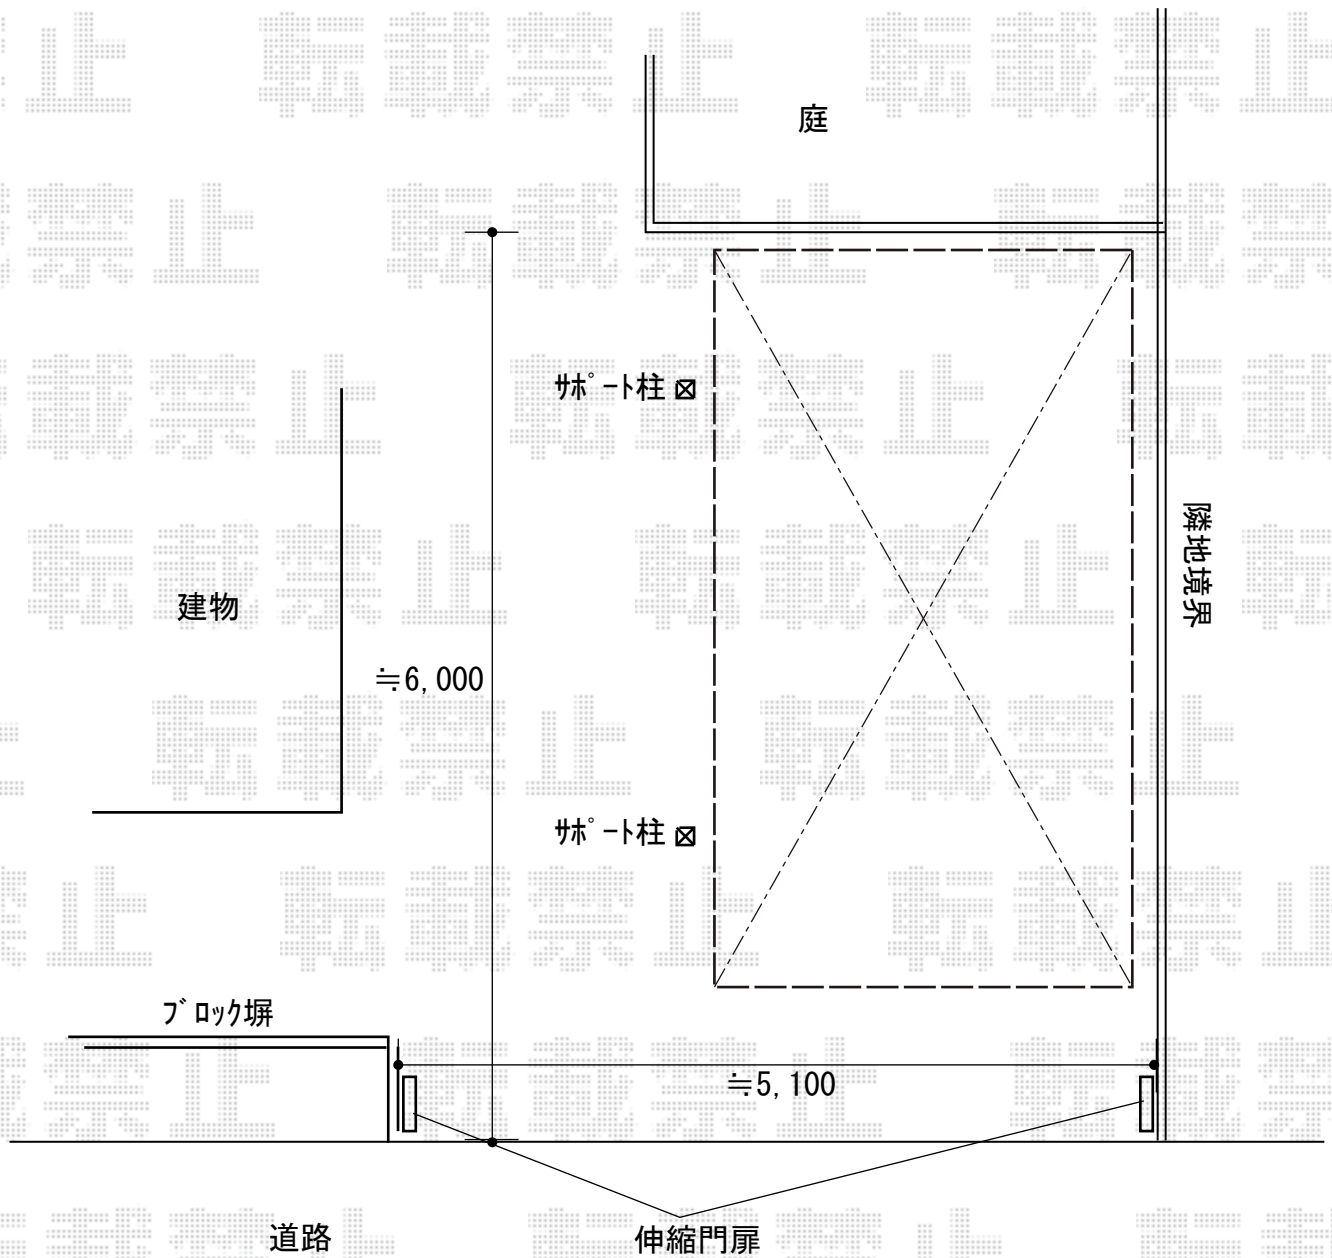 庭
ｻﾎﾟｰﾄ柱
隣地境界
建物
≒6,000
ｻﾎﾟｰﾄ柱
ﾌﾞﾛｯｸ塀
≒5,100
道路
伸縮門扉
転載禁止